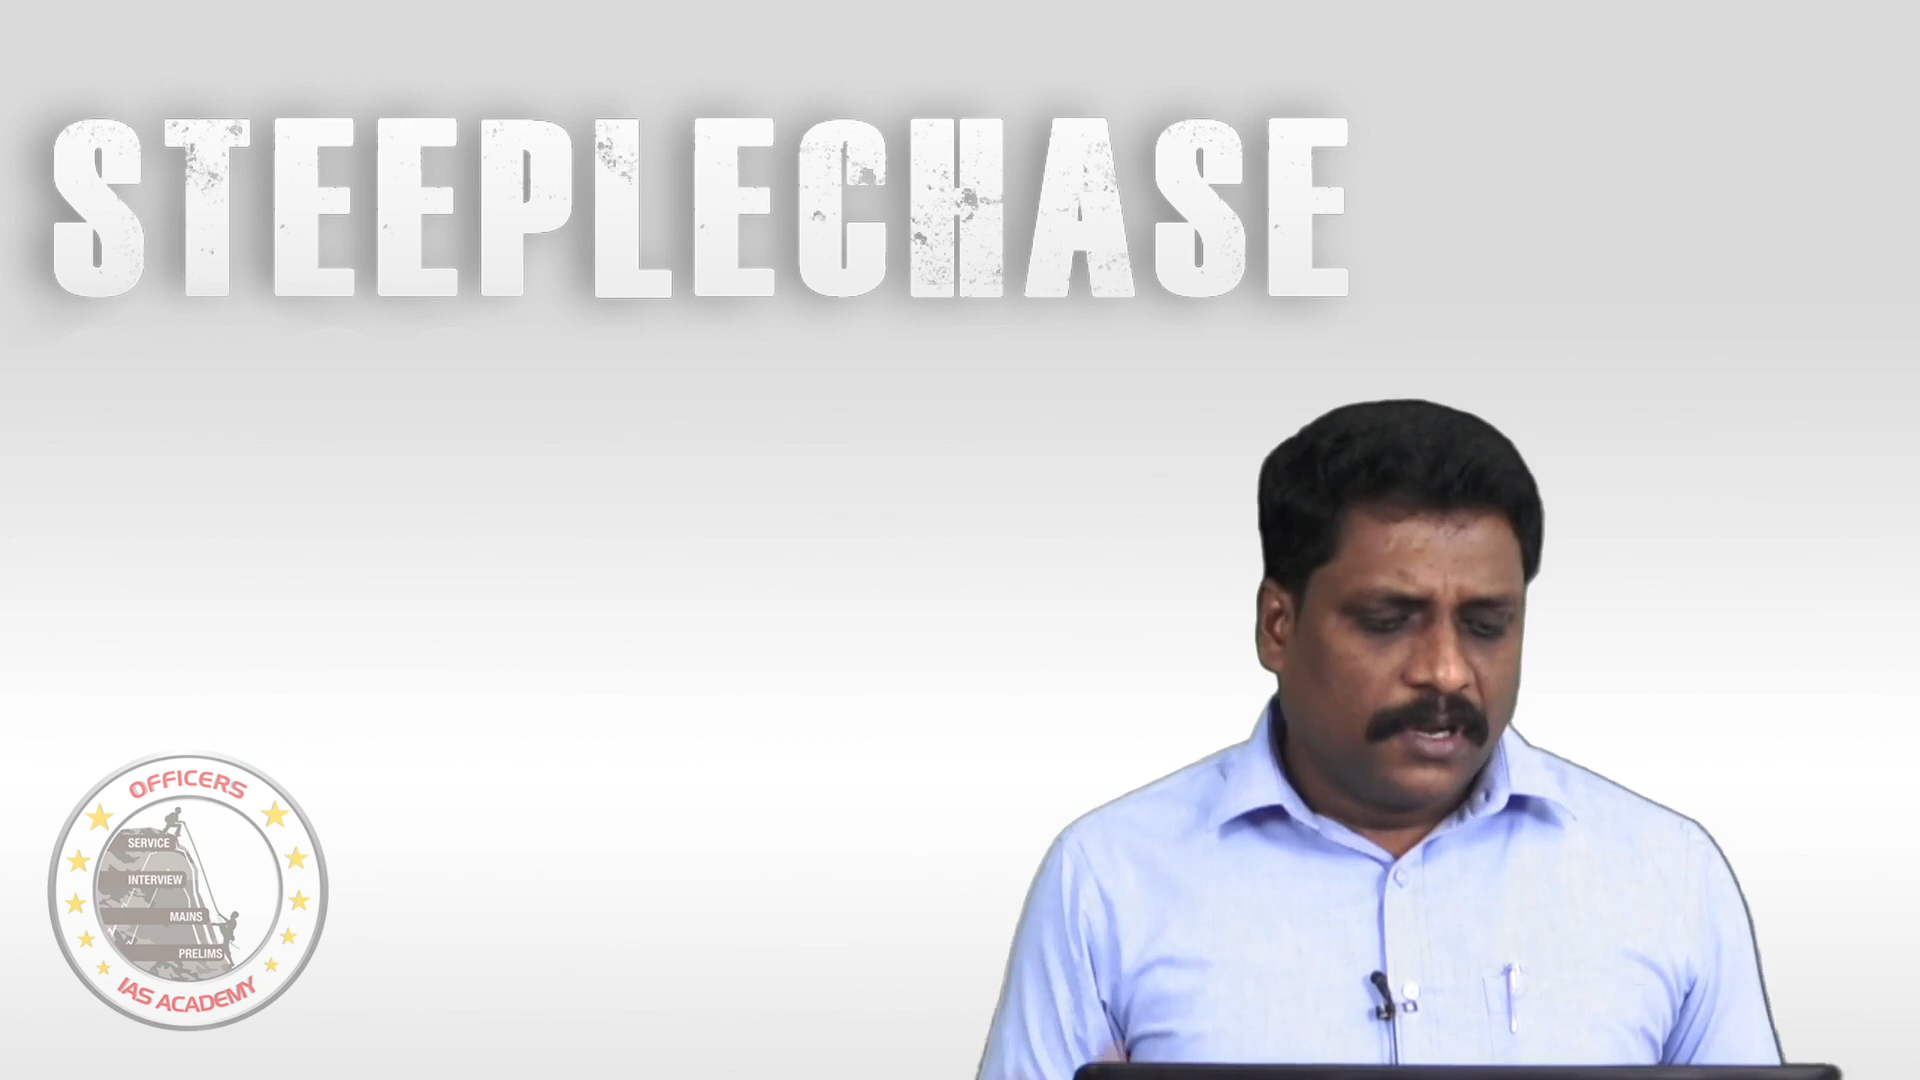 STEEPLECHASE
OFFICERS
SERVICE
INTERVIEW
MAINS
PRELIMS
IAS ACADEMY